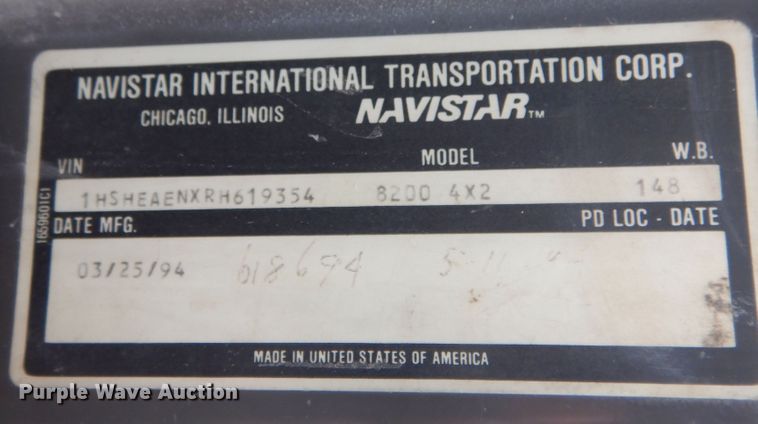 NAVISTAR INTERNATIONAL TRANSPORTATION CORP.
CHICAGO, ILLINOIS NAVISTAR™
VIN MODEL W.B.
1HSHEAENXRH619354 8200 4X2 148
1659601C1
DATE MFG. PD LOC - DATE
03/25/94 618694
MADE IN UNITED STATES OF AMERICA
Purple Wave Auction